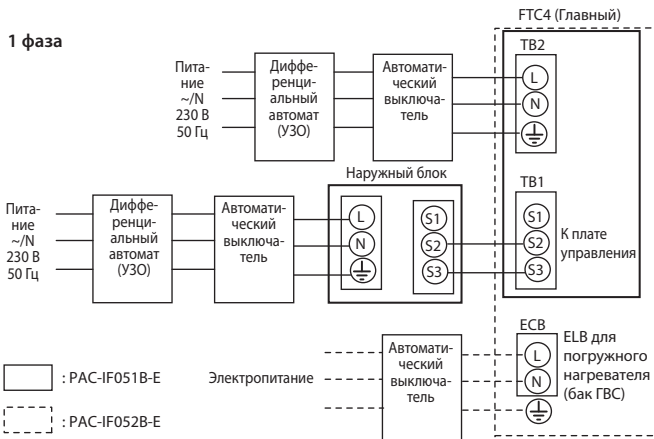 FTC4 (Главный)
1 фаза
TB2
Пита-
ние
~/N
230 В
50 Гц
Диффе-
ренци-
альный
автомат
(УЗО)
Автомати-
ческий
выключа-
тель
L
N
Наружный блок
TB1
Пита-
ние
~/N
230 В
50 Гц
Диффе-
ренци-
альный
автомат
(УЗО)
Автомати-
ческий
выключа-
тель
L
N
S1
S2
S3
S1
S2
S3
К плате
управления
ECB
ELB для
погружного
нагревателя
(бак ГВС)
Автомати-
ческий
выключа-
тель
L
N
Электропитание
: PAC-IF051B-E
: PAC-IF052B-E